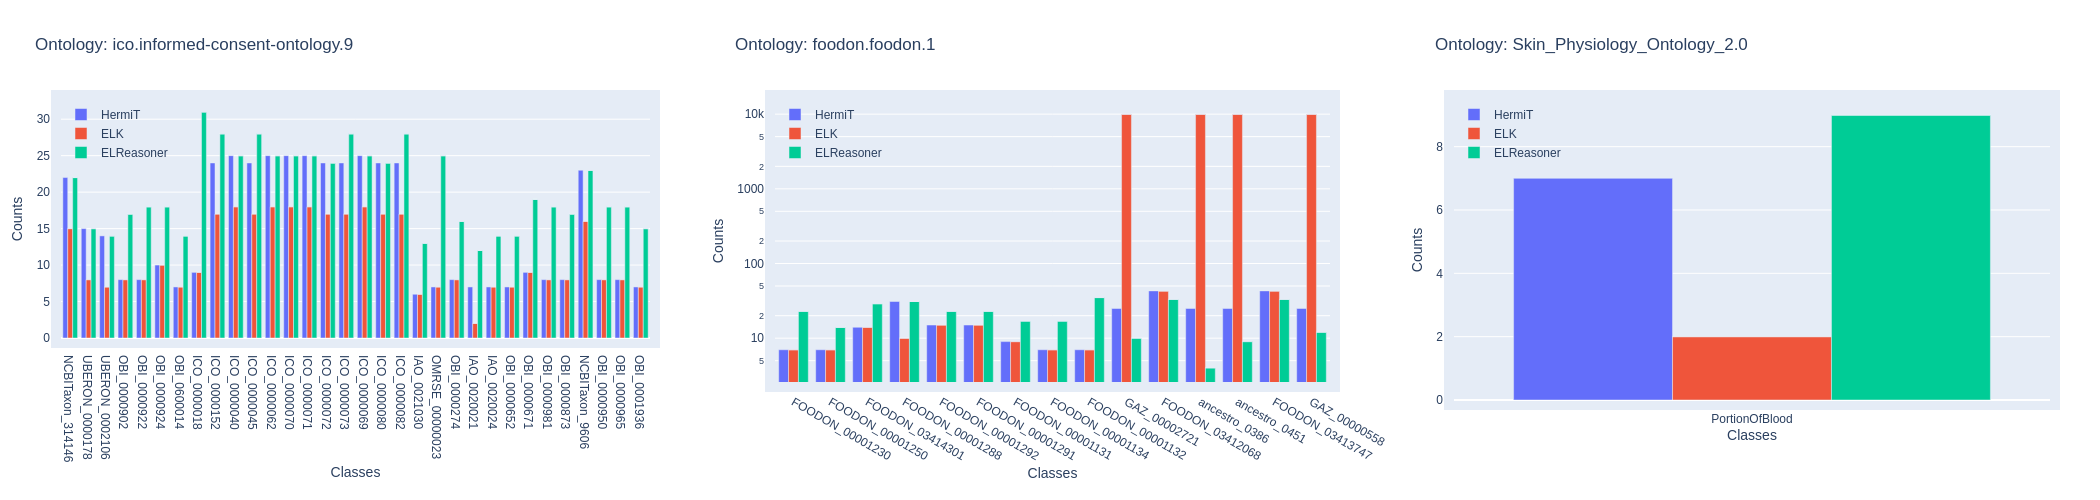 Ontology: ico.informed-consent-ontology.9
HermiT
ELK
ELReasoner
30
25
20
15
10
5
0
Counts
NCBITaxon_314146
UBERON_0000178
UBERON_0002106
OBI_0000902
OBI_0000922
OBI_0000924
OBI_0600014
ICO_0000018
ICO_0000152
ICO_0000040
ICO_0000045
ICO_0000062
ICO_0000070
ICO_0000071
ICO_0000072
ICO_0000073
ICO_0000069
ICO_0000080
ICO_0000082
IAO_0021030
OMRSE_00000023
OBI_0000274
IAO_0020021
IAO_0020024
OBI_0000652
OBI_0000671
OBI_0000981
OBI_0000873
NCBITaxon_9606
OBI_0000950
OBI_0000965
OBI_0001936
Classes
Ontology: foodon.foodon.1
HermiT
ELK
ELReasoner
10k
5
2
1000
5
2
100
5
2
10
5
Counts
FOODON_00001230
FOODON_00001250
FOODON_03414301
FOODON_00001288
FOODON_00001292
FOODON_00001291
FOODON_00001131
FOODON_00001134
FOODON_00001132
GAZ_00002721
FOODON_03412068
ancestro_0386
ancestro_0451
FOODON_03413747
GAZ_00000558
Classes
Ontology: Skin_Physiology_Ontology_2.0
HermiT
ELK
ELReasoner
8
6
4
2
0
Counts
PortionOfBlood
Classes